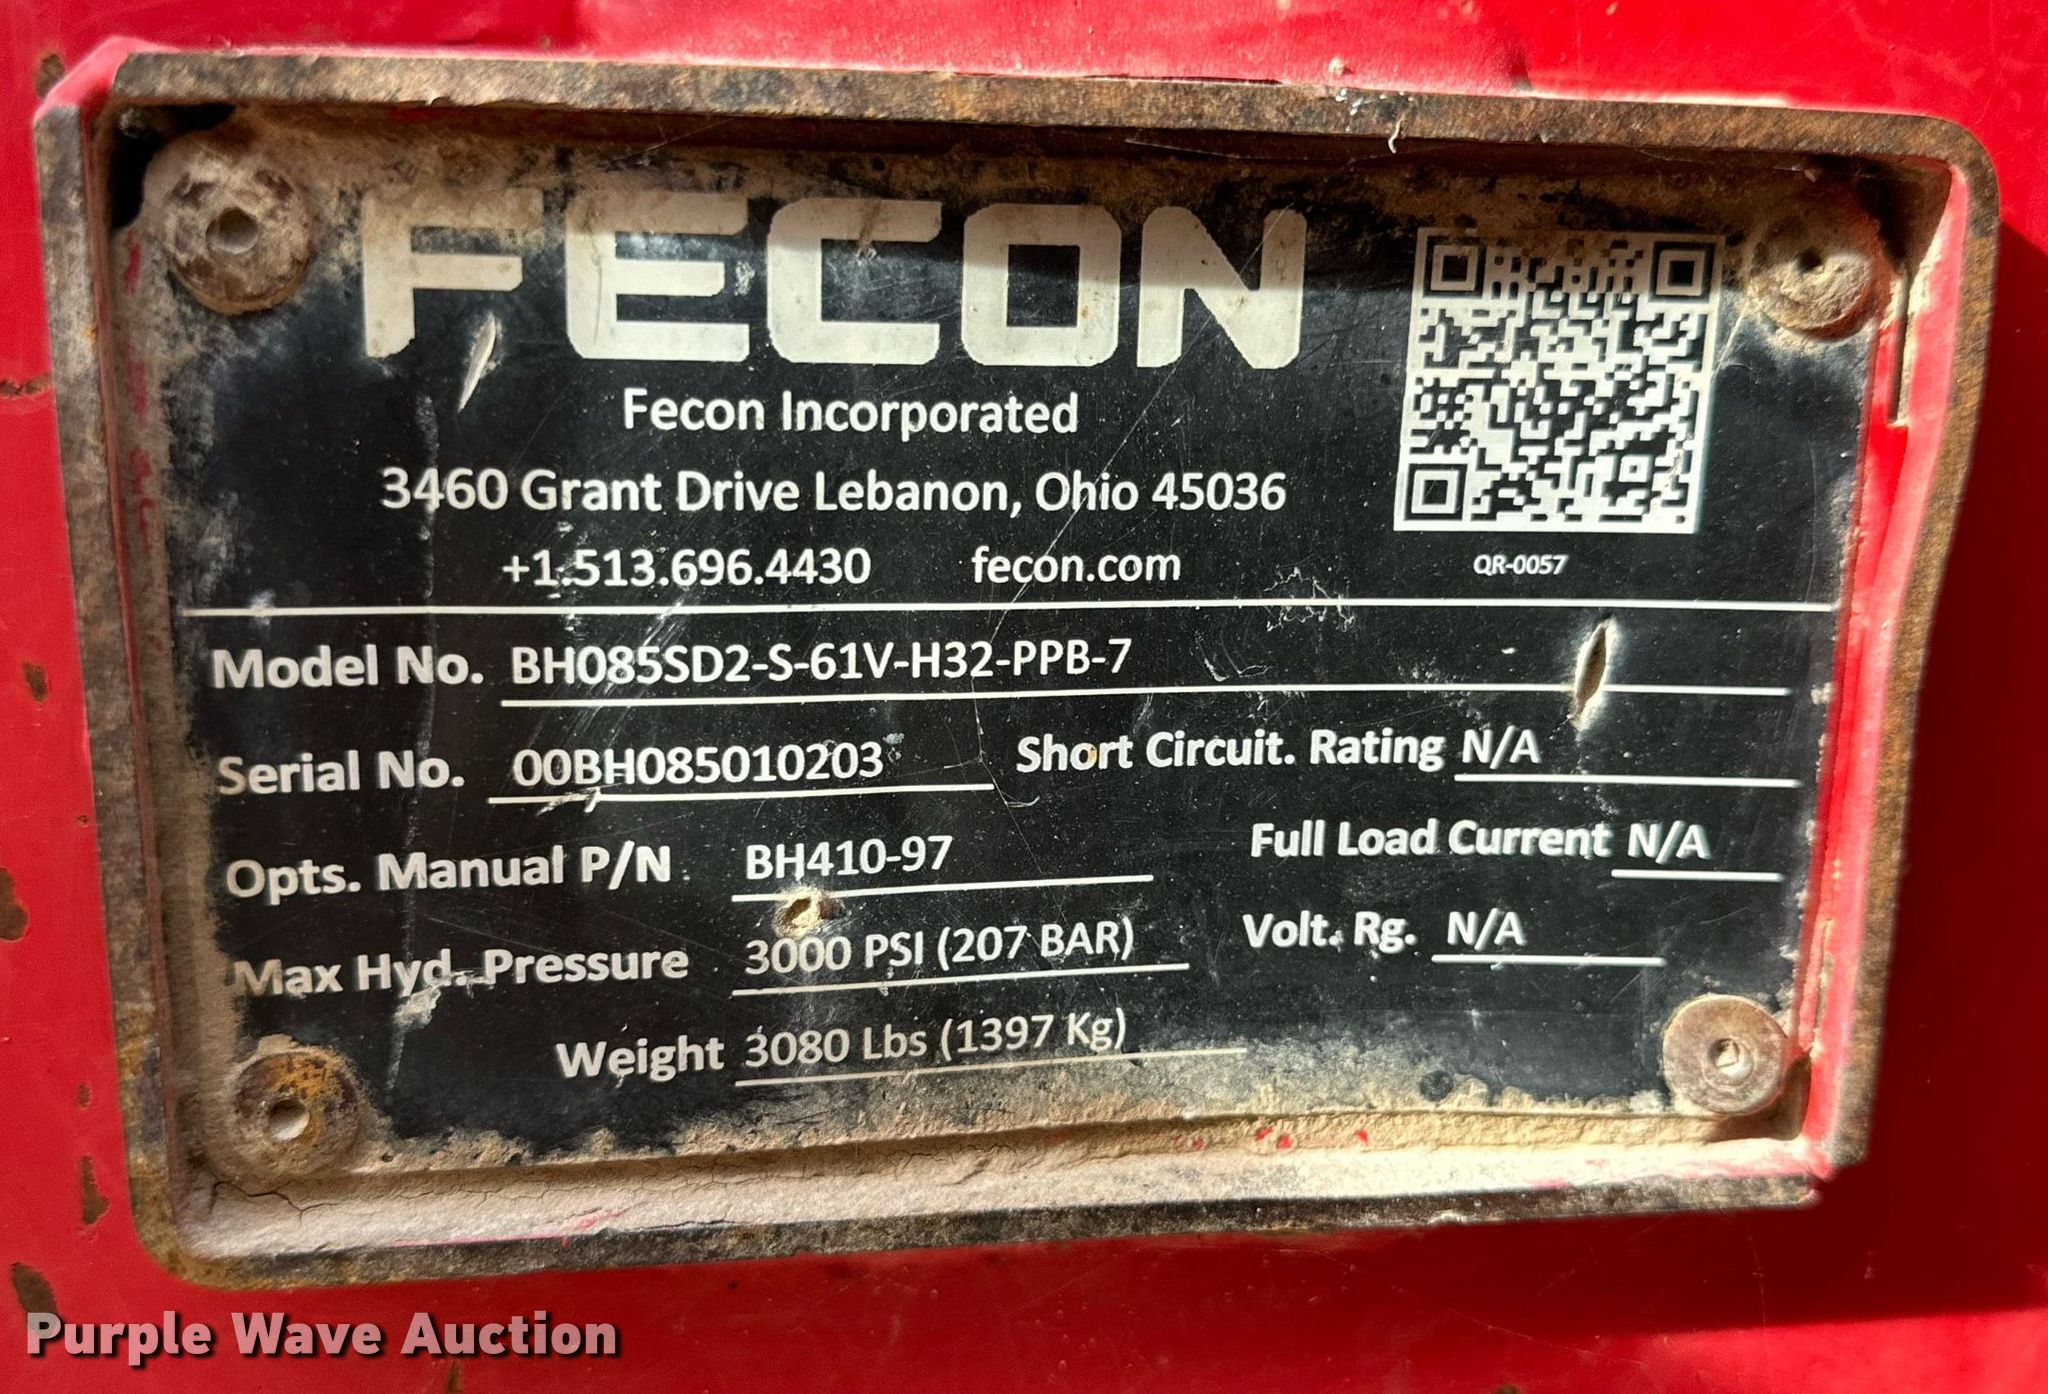 FECON
Fecon Incorporated
3460 Grant Drive Lebanon, Ohio 45036
+1.513.696.4430 fecon.com
QR-0057
Model No. BH085SD2-S-61V-H32-PPB-7
Serial No. 00BH085010203 Short Circuit. Rating N/A
Opts. Manual P/N BH410-97 Full Load Current N/A
Max Hyd. Pressure 3000 PSI (207 BAR) Volt. Rg. N/A
Weight 3080 Lbs (1397 Kg)
Purple Wave Auction